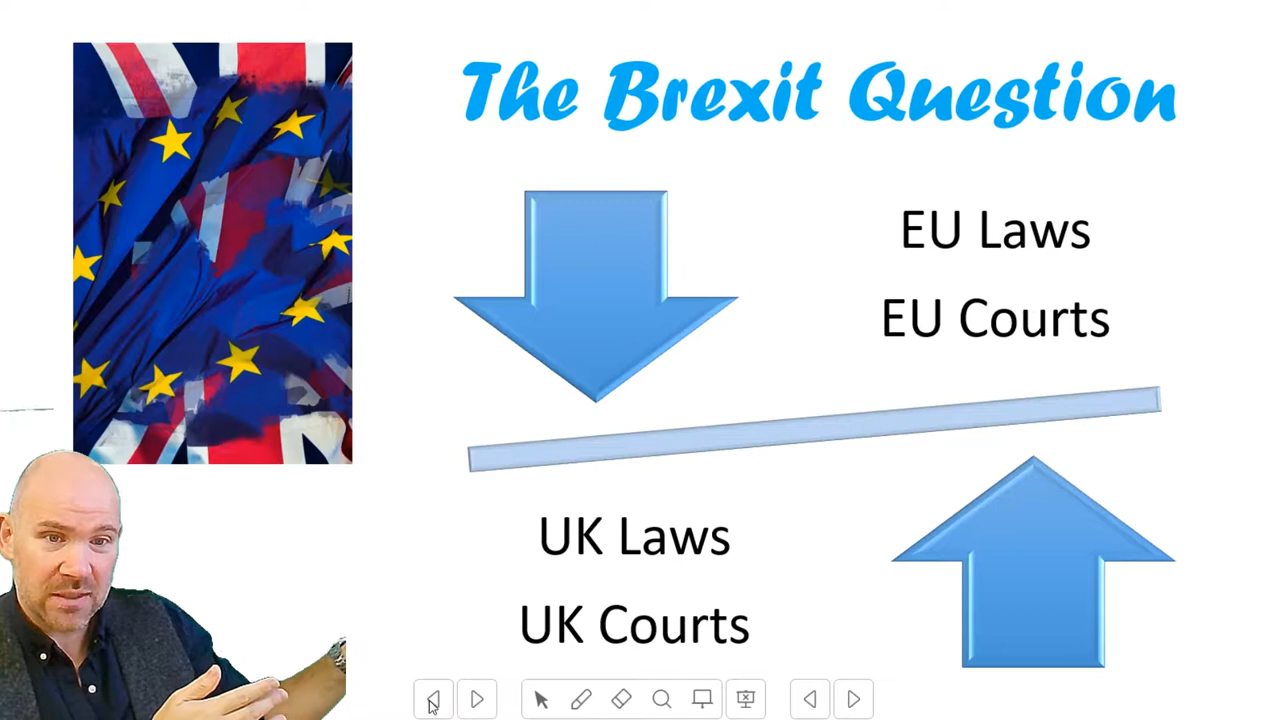 The Brexit Question
EU Laws
EU Courts
UK Laws
UK Courts